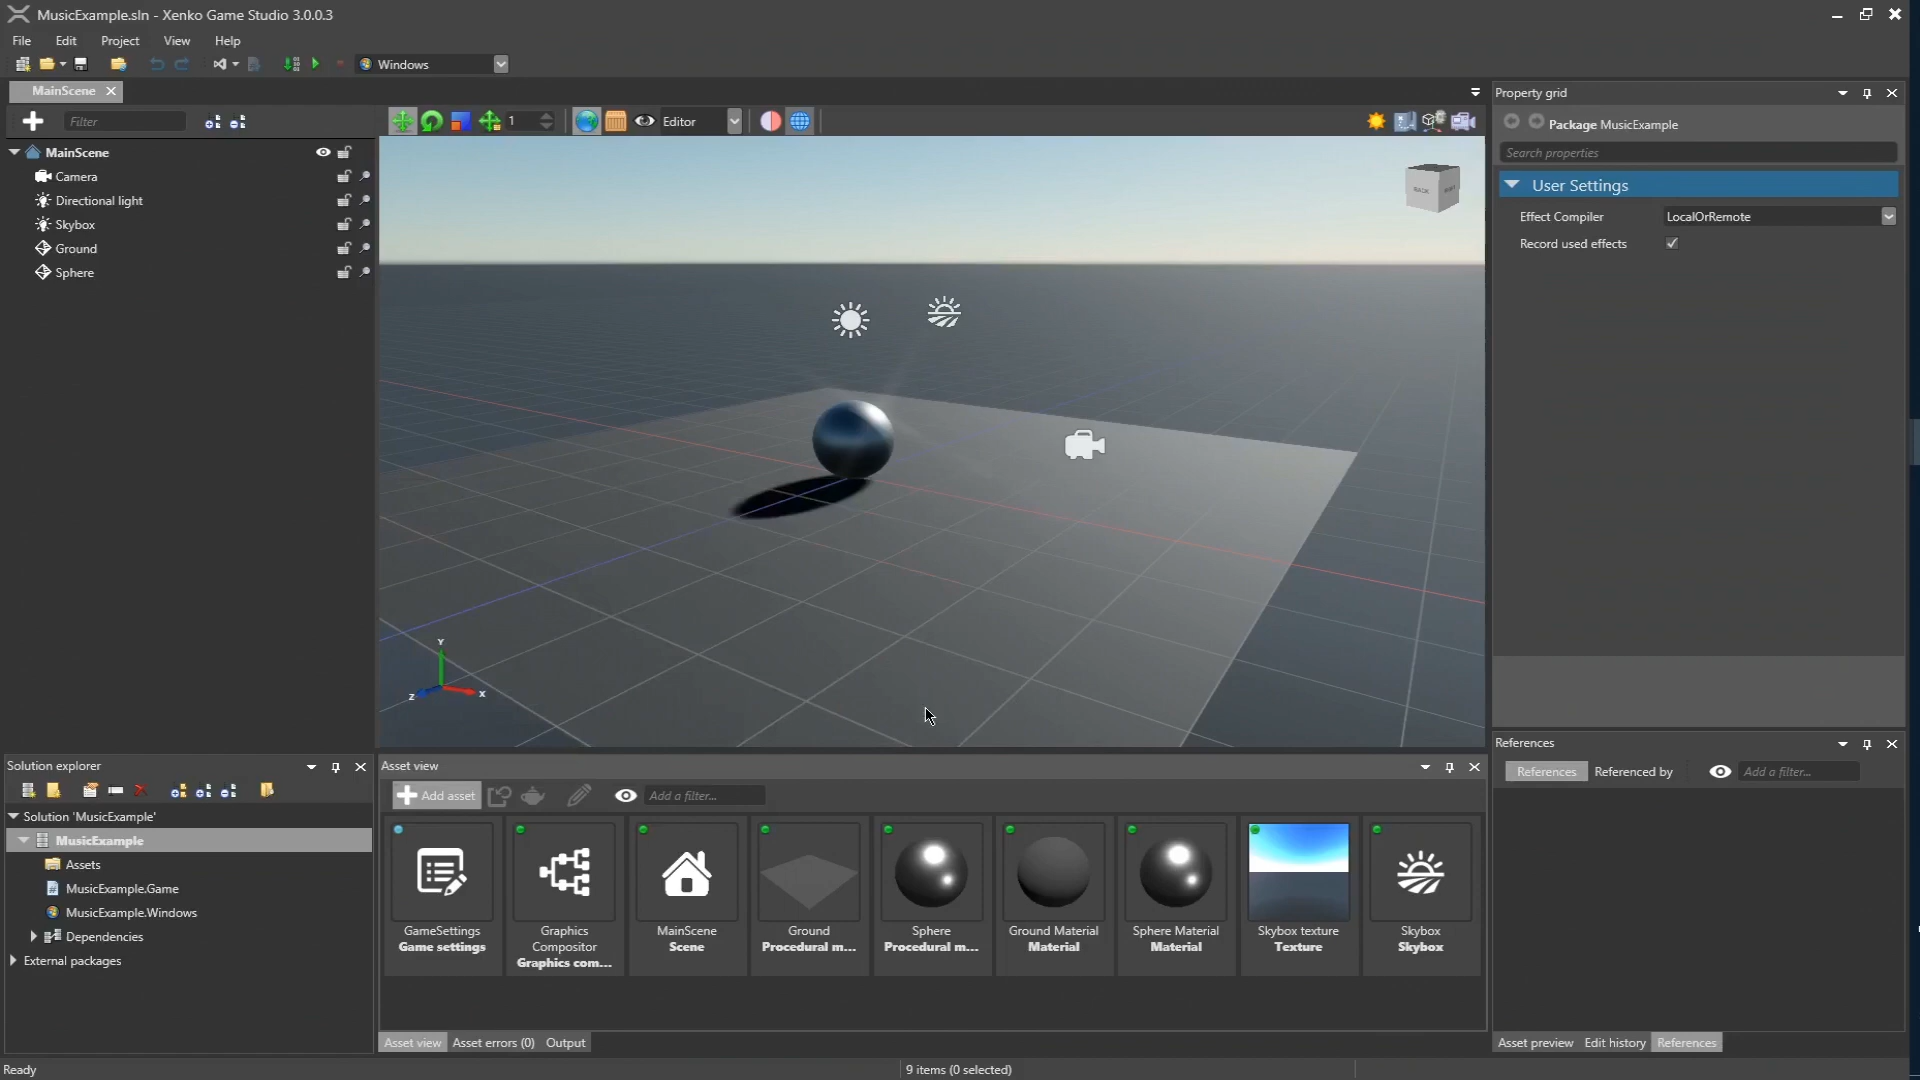 MusicExample.sln - Xenko Game Studio 3.0.0.3
File Edit Project View Help
Windows
MainScene
Filter
1
Editor
MainScene
Camera
Directional light
Skybox
Ground
Sphere
BACK
Y
Z
X
Property grid
Package MusicExample
Search properties
User Settings
Effect Compiler LocalOrRemote
Record used effects
Solution explorer
Solution 'MusicExample'
MusicExample
Assets
MusicExample.Game
MusicExample.Windows
Dependencies
External packages
Asset view
Add asset
Add a filter...
GameSettings
Game settings
Graphics
Compositor
Graphics com...
MainScene
Scene
Ground
Procedural m...
Sphere
Procedural m...
Ground Material
Material
Sphere Material
Material
Skybox texture
Texture
Skybox
Skybox
Asset view Asset errors (0) Output
References
References Referenced by Add a filter...
Asset preview Edit history References
Ready
9 items (0 selected)